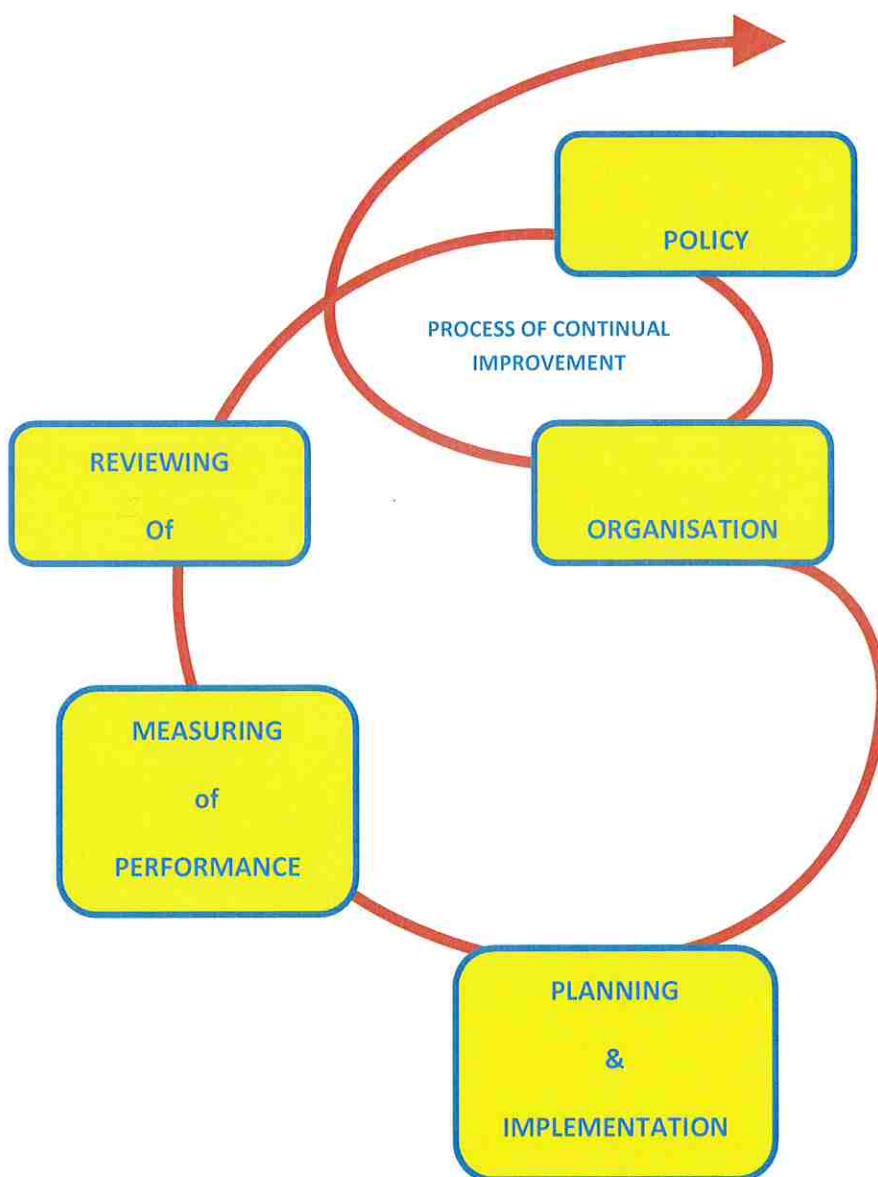 POLICY
PROCESS OF CONTINUAL
IMPROVEMENT
REVIEWING
Of
ORGANISATION
MEASURING
of
PERFORMANCE
PLANNING
&
IMPLEMENTATION